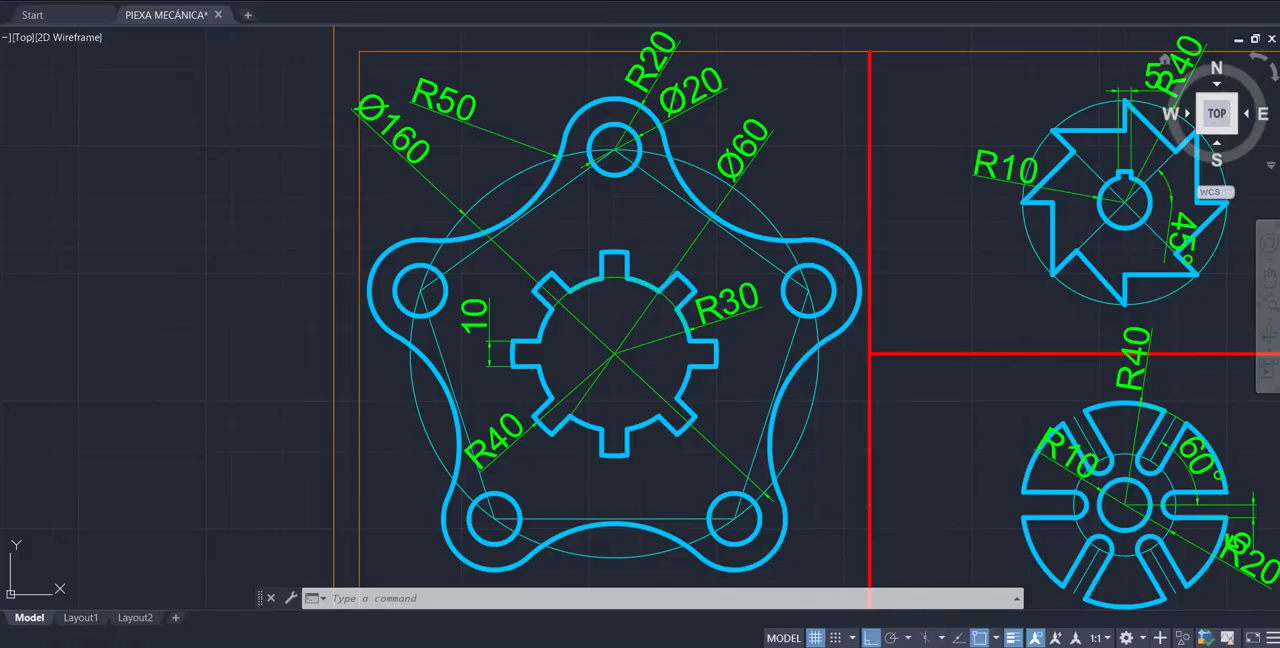 Start
PIEXA MECÁNICA*
−][Top][2D Wireframe]
R20
Ø20
R50
Ø160
Ø60
R30
10
R40
5
R40
R10
45°
N
W
TOP
E
S
WCS
R40
R10
60°
R20
Y
X
Type a command
Model
Layout1
Layout2
MODEL
1:1